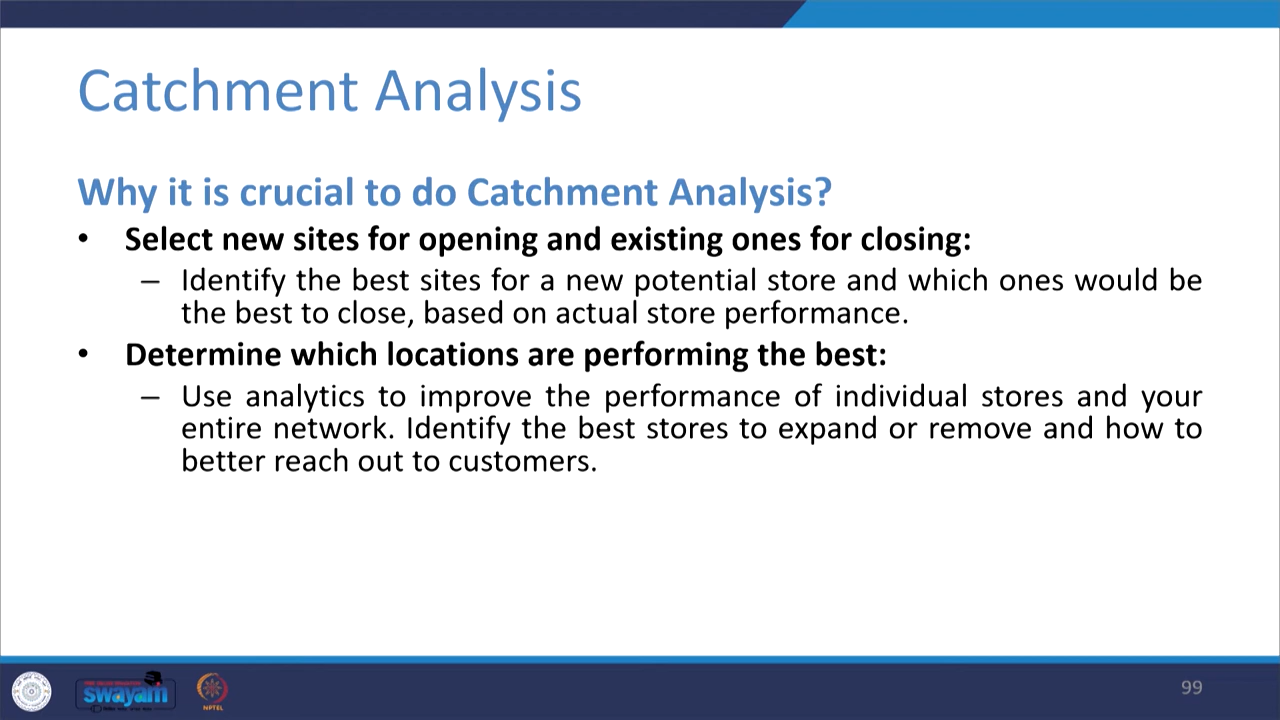 Catchment Analysis
Why it is crucial to do Catchment Analysis?
• Select new sites for opening and existing ones for closing:
– Identify the best sites for a new potential store and which ones would be
the best to close, based on actual store performance.
• Determine which locations are performing the best:
– Use analytics to improve the performance of individual stores and your
entire network. Identify the best stores to expand or remove and how to
better reach out to customers.
swayam
NPTEL
99